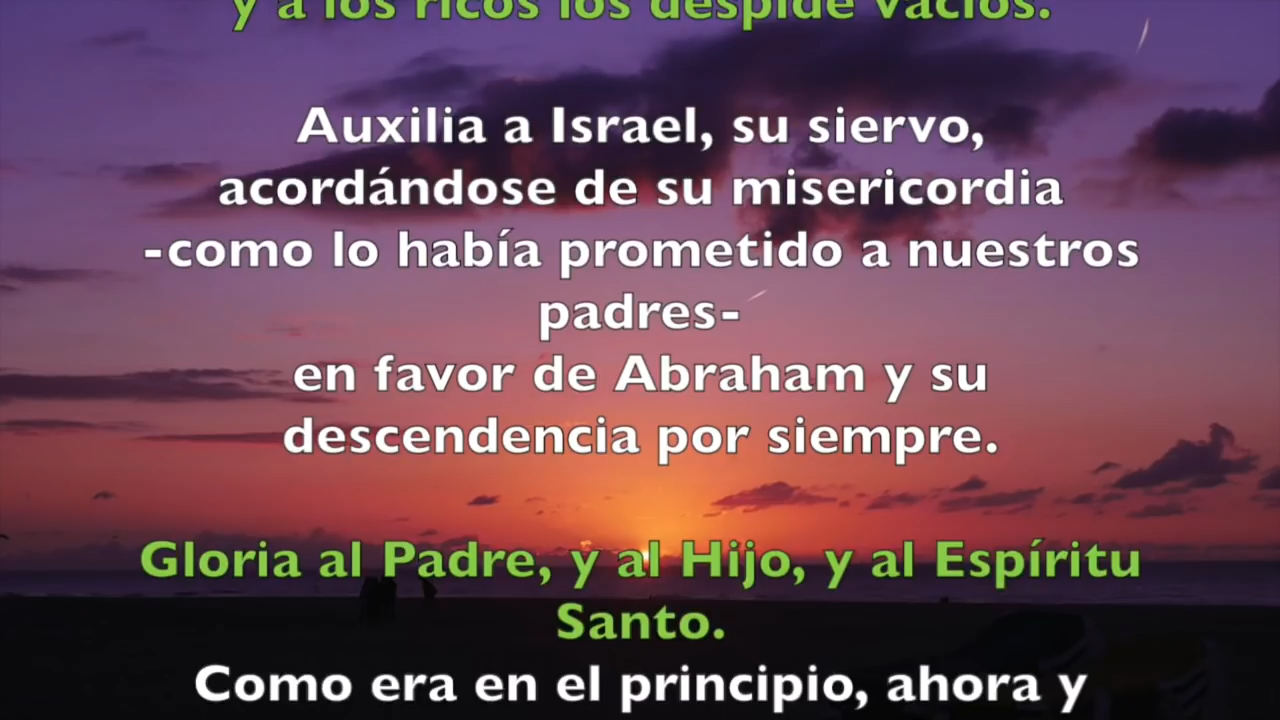 y a los ricos los despide vacíos.
Auxilia a Israel, su siervo,
acordándose de su misericordia
-como lo había prometido a nuestros
padres-
en favor de Abraham y su
descendencia por siempre.
Gloria al Padre, y al Hijo, y al Espíritu
Santo.
Como era en el principio, ahora y